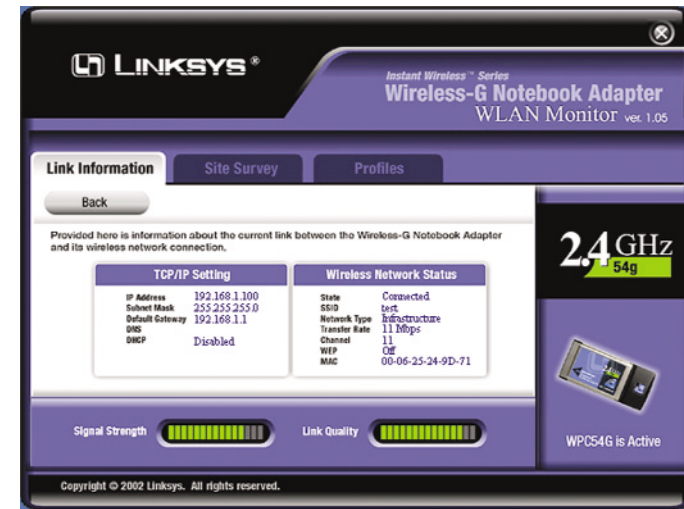 LINKSYS®
Instant Wireless™ Series
Wireless-G Notebook Adapter
WLAN Monitor ver. 1.05
Link Information
Site Survey
Profiles
Back
Provided here is information about the current link between the Wireless-G Notebook Adapter
and its wireless network connection.
TCP/IP Setting
IP Address 192.168.1.100
Subnet Mask 255.255.255.0
Default Gateway 192.168.1.1
DNS
DHCP Disabled
Wireless Network Status
State Connected
SSID test
Network Type Infrastructure
Transfer Rate 11 Mbps
Channel 11
WEP Off
MAC 00-06-25-24-9D-71
2.4 GHz
54g
Signal Strength
Link Quality
WPC54G is Active
Copyright © 2002 Linksys. All rights reserved.